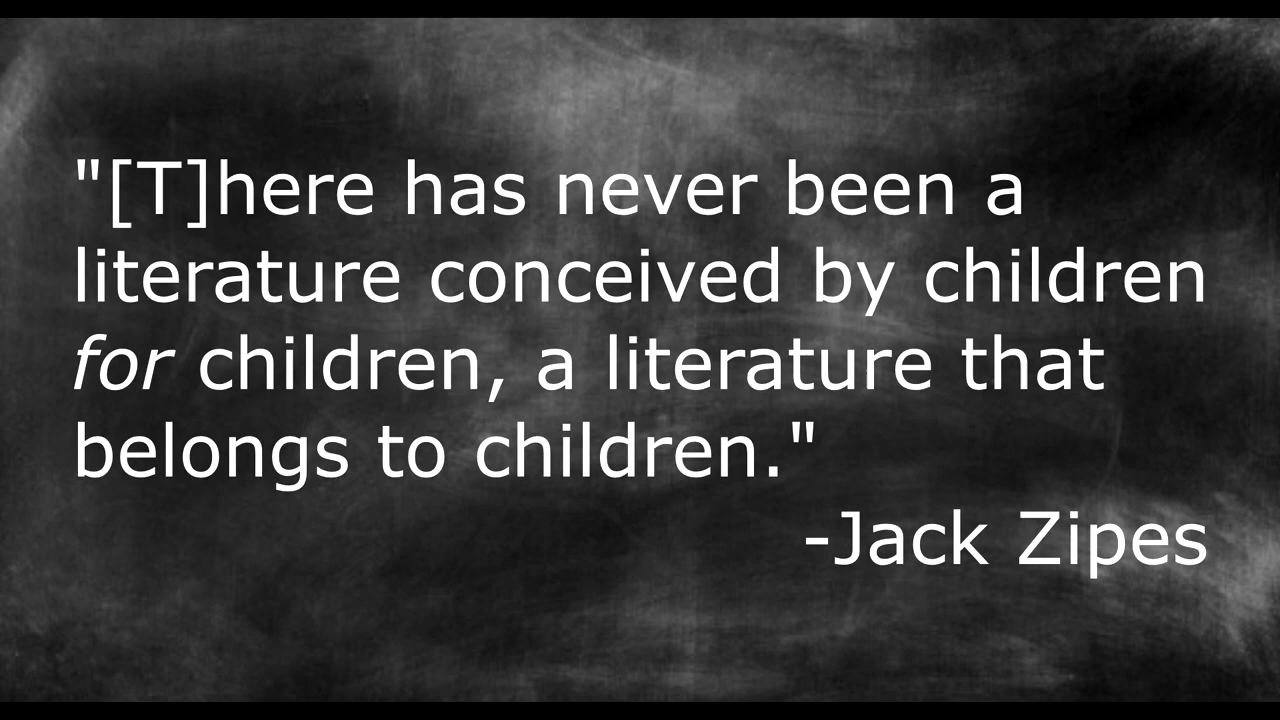 "[T]here has never been a
literature conceived by children
for children, a literature that
belongs to children."
-Jack Zipes